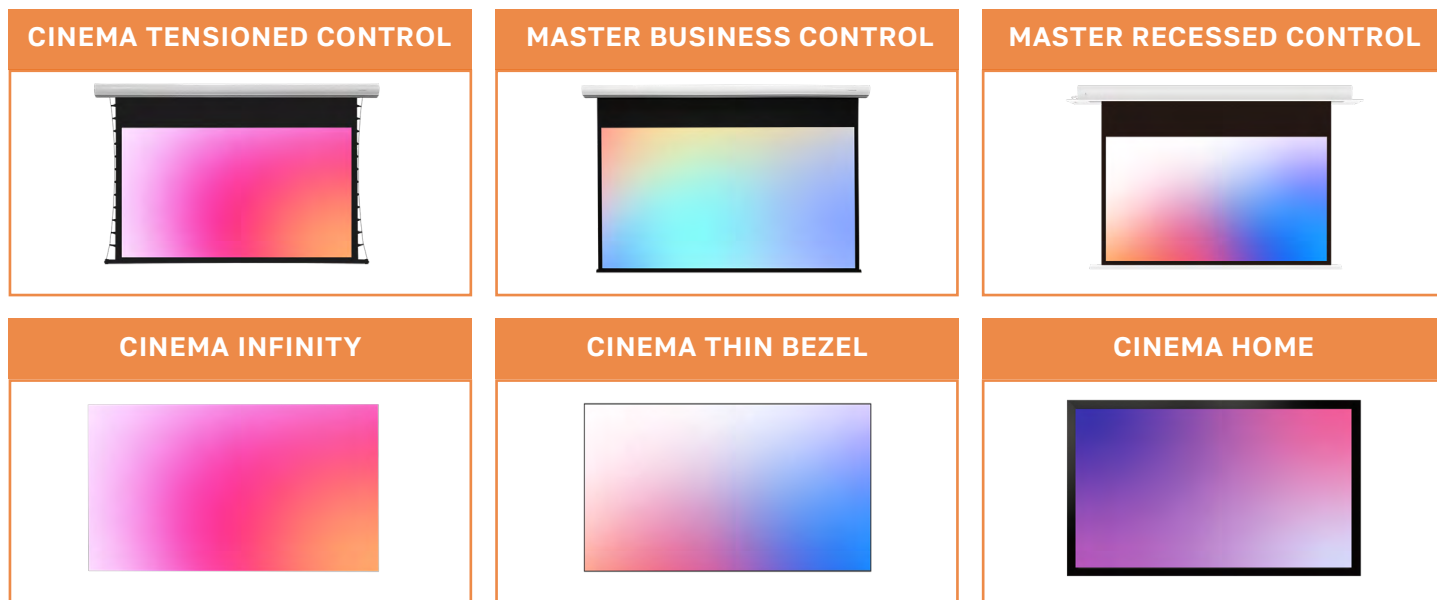 CINEMA TENSIONED CONTROL
MASTER BUSINESS CONTROL
MASTER RECESSED CONTROL
CINEMA INFINITY
CINEMA THIN BEZEL
CINEMA HOME